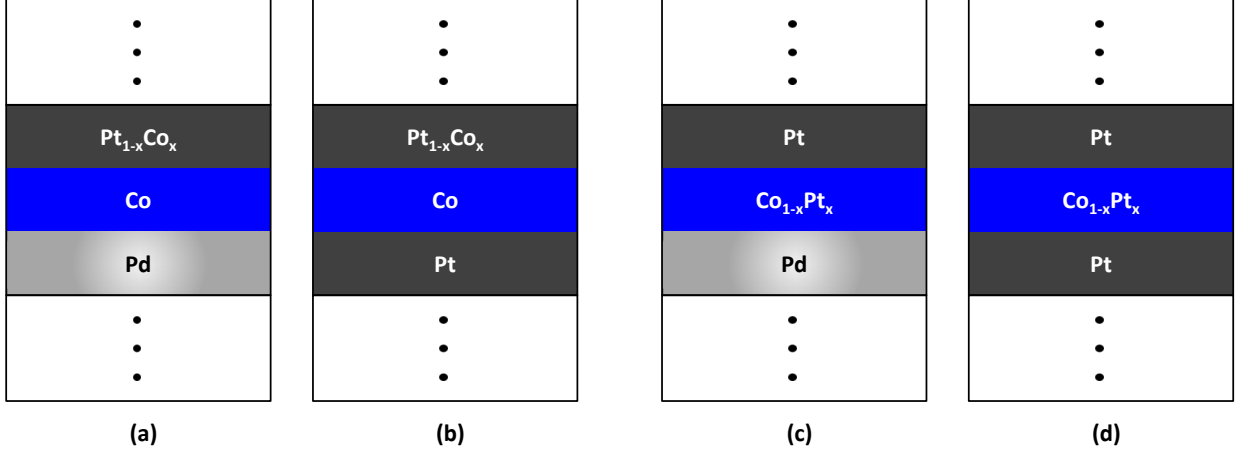 Pt₁₋ₓCoₓ
Co
Pd
(a)
Pt₁₋ₓCoₓ
Co
Pt
(b)
Pt
Co₁₋ₓPtₓ
Pd
(c)
Pt
Co₁₋ₓPtₓ
Pt
(d)